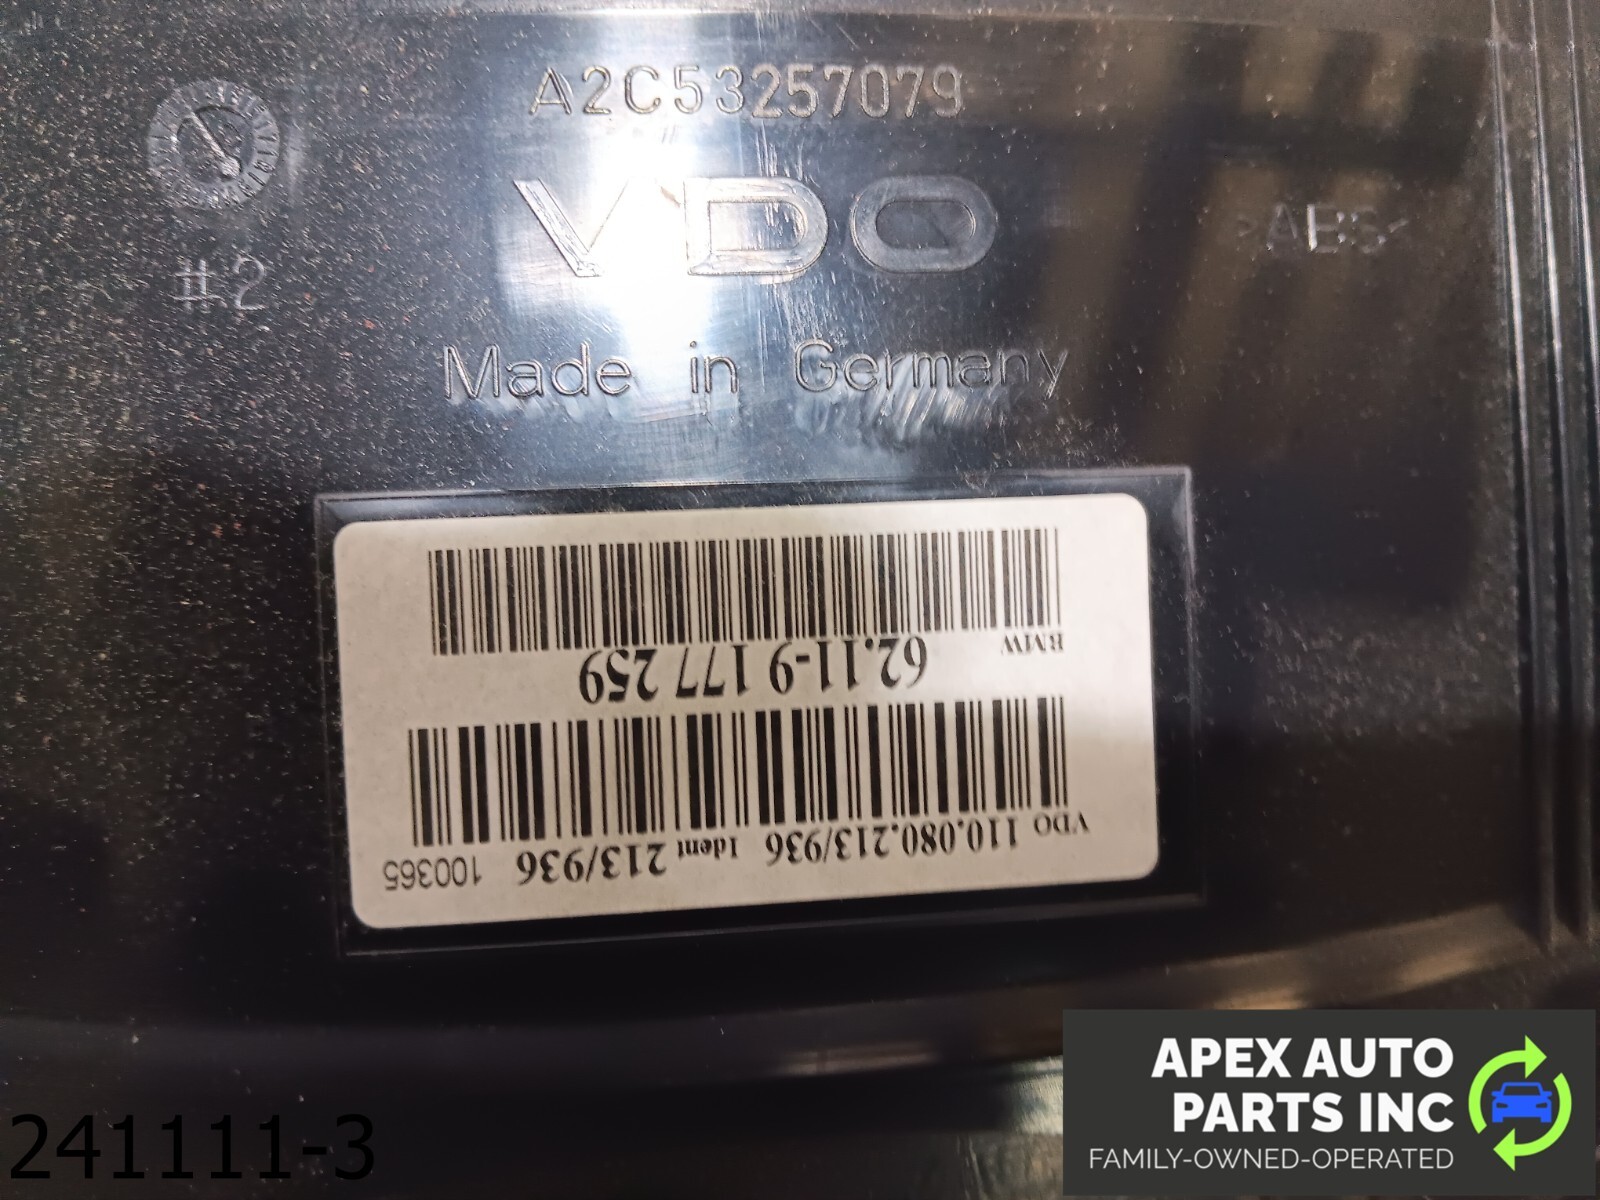 A2C53257079
VDO
#2
>ABS<
Made in Germany
VDO 110.080.213/936 Ident 213/936 100365
BMW 62.11-9 177 259
241111-3
APEX AUTO
PARTS INC
FAMILY-OWNED-OPERATED